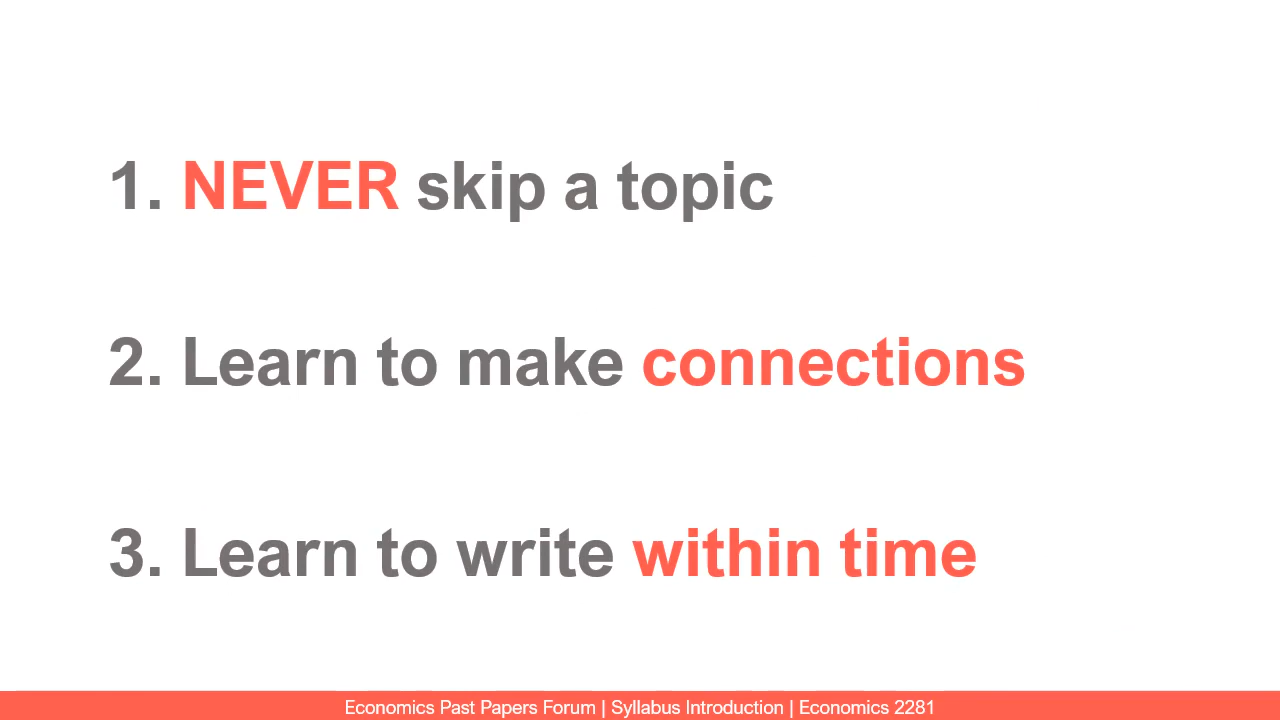 1. NEVER skip a topic
2. Learn to make connections
3. Learn to write within time
Economics Past Papers Forum | Syllabus Introduction | Economics 2281